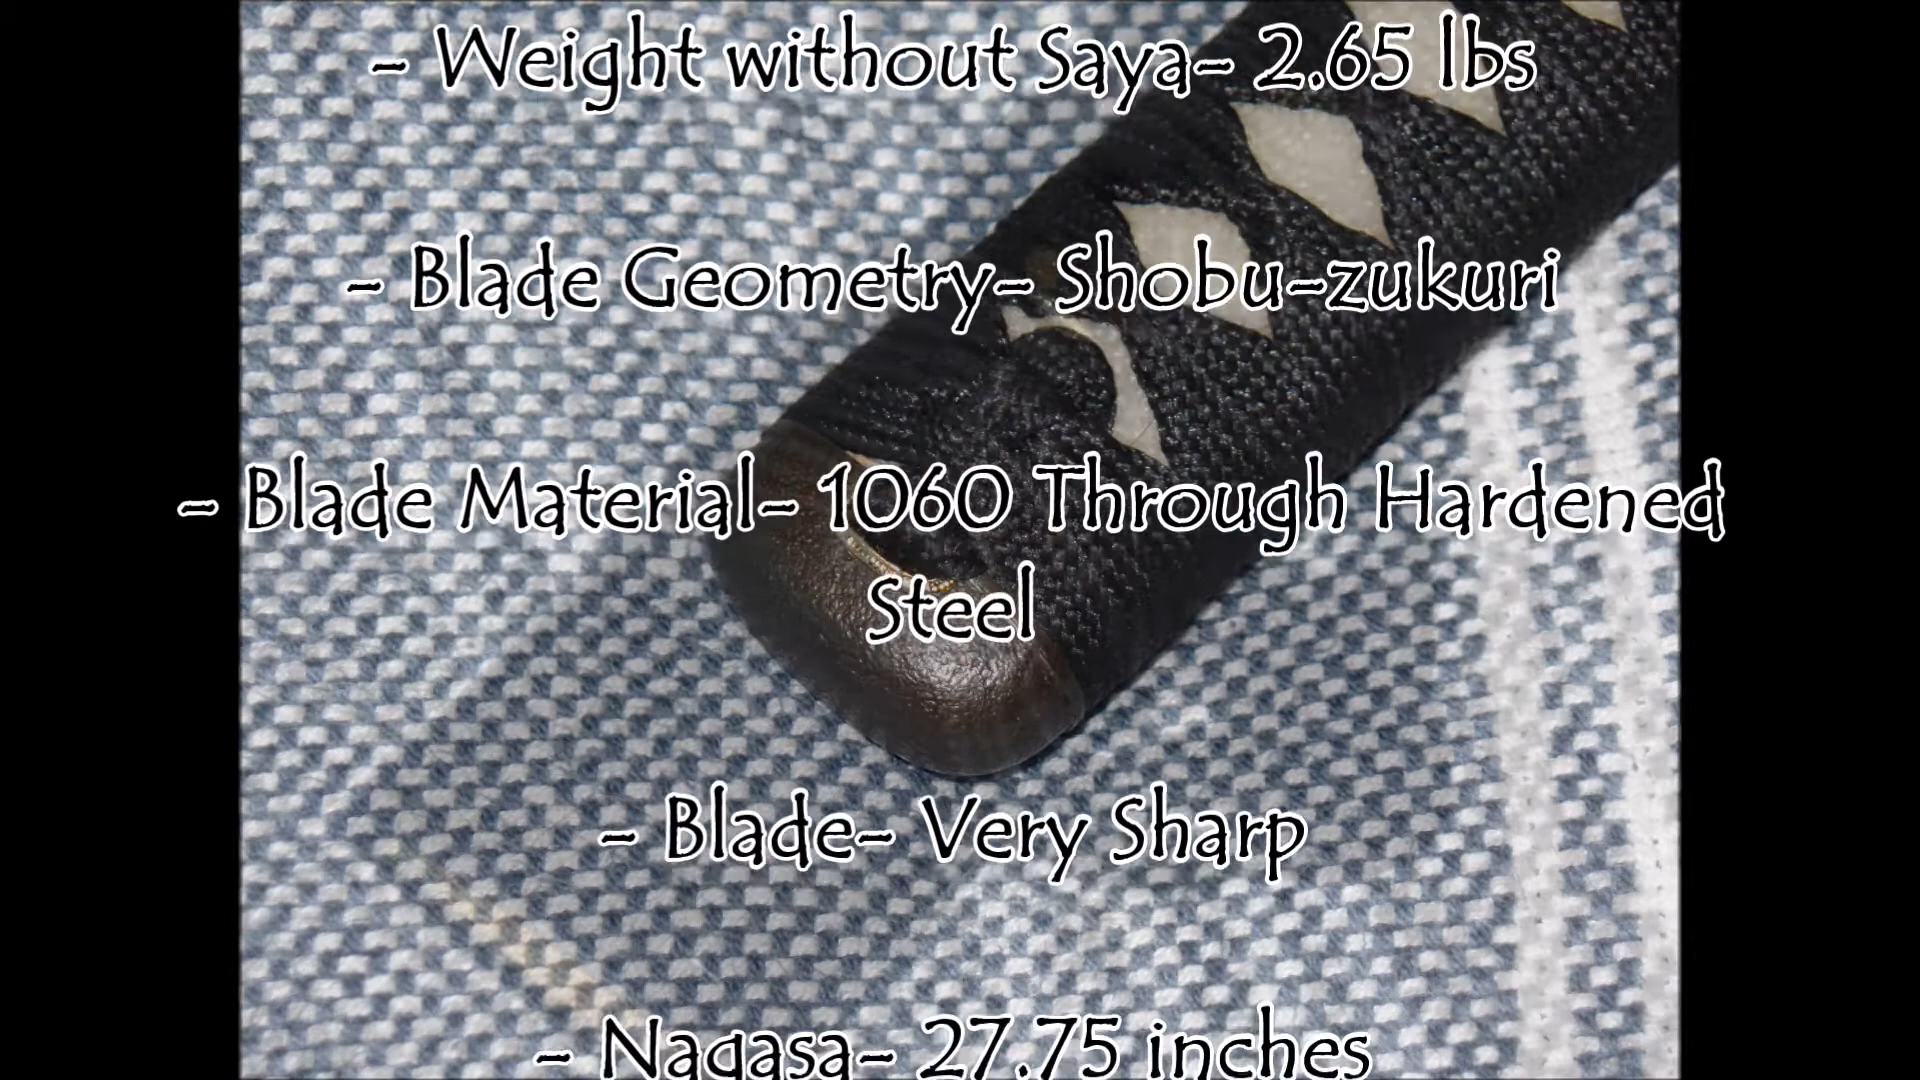 - Weight without Saya- 2.65 lbs
- Blade Geometry- Shobu-zukuri
- Blade Material- 1060 Through Hardened
Steel
- Blade- Very Sharp
- Nagasa- 27.75 inches